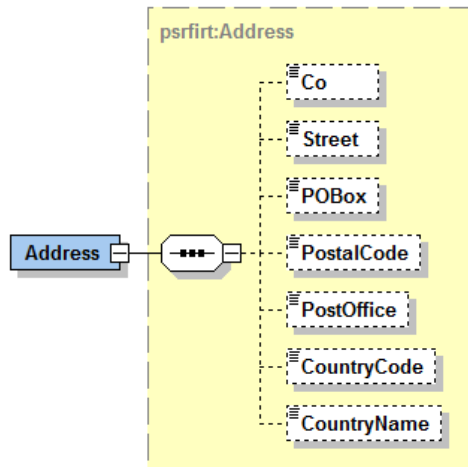 psrfirt:Address
Co
Street
POBox
Address
PostalCode
PostOffice
CountryCode
CountryName